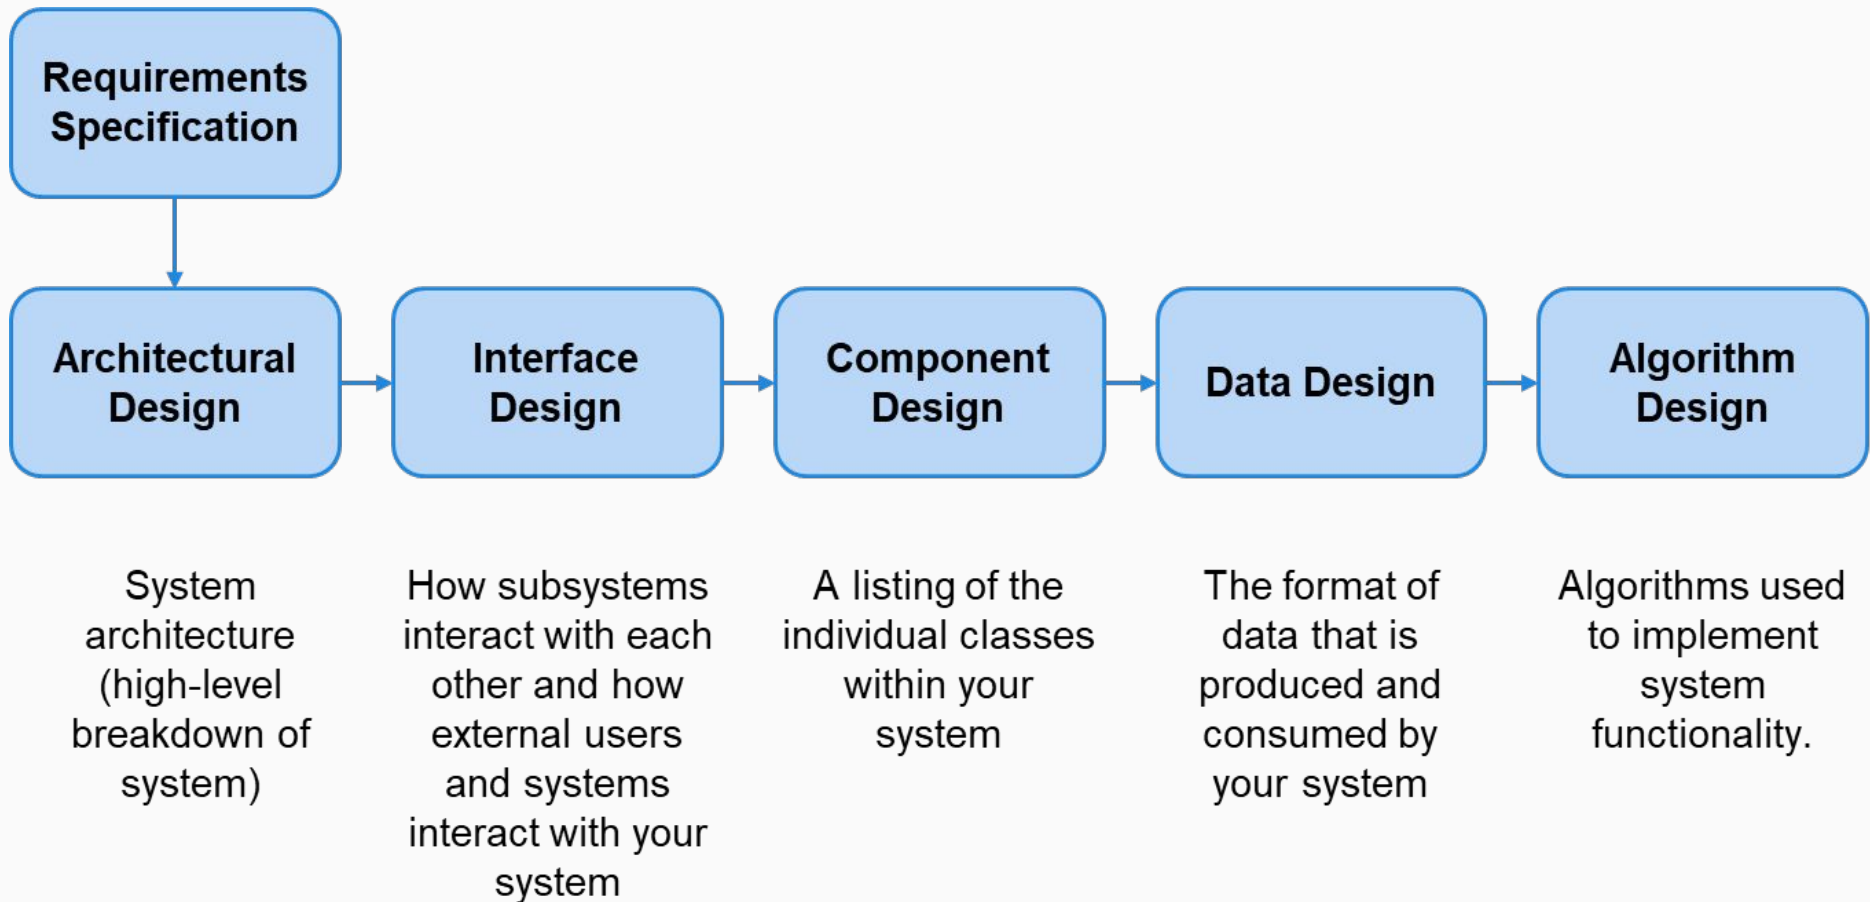 Requirements
Specification
Architectural
Design
Interface
Design
Component
Design
Data Design
Algorithm
Design
System
architecture
(high-level
breakdown of
system)
How subsystems
interact with each
other and how
external users
and systems
interact with your
system
A listing of the
individual classes
within your
system
The format of
data that is
produced and
consumed by
your system
Algorithms used
to implement
system
functionality.